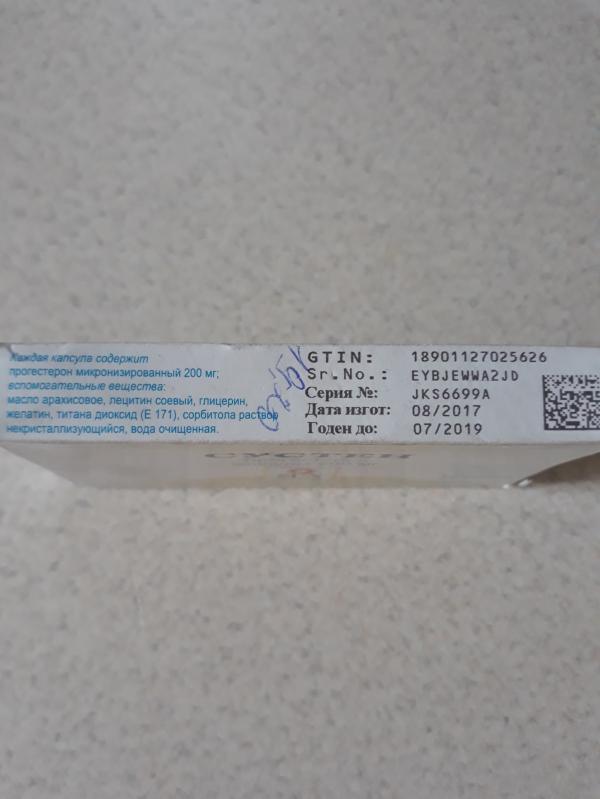 Каждая капсула содержит
прогестерон микронизированный 200 мг;
вспомогательные вещества:
масло арахисовое, лецитин соевый, глицерин,
желатин, титана диоксид (Е 171), сорбитола раствор
некристаллизующийся, вода очищенная.
GTIN: 18901127025626
Sr.No.: EYBJEWWA2JD
Серия №: JKS6699A
Дата изгот: 08/2017
Годен до: 07/2019
СУСТЕН